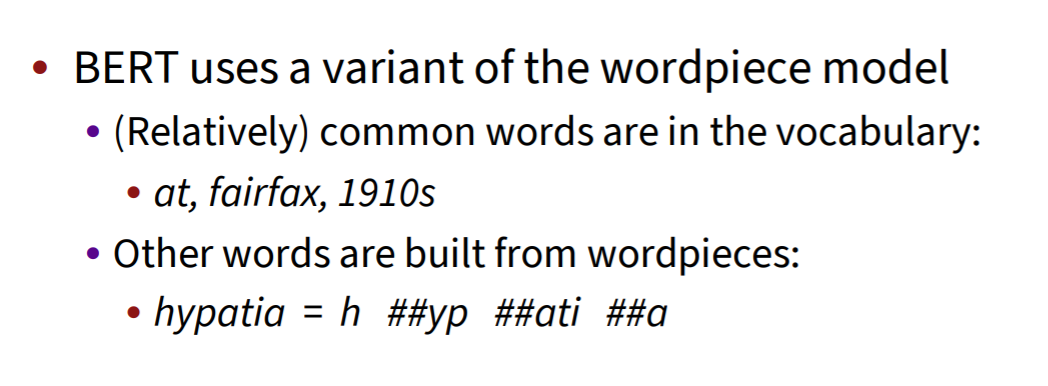 • BERT uses a variant of the wordpiece model
• (Relatively) common words are in the vocabulary:
• at, fairfax, 1910s
• Other words are built from wordpieces:
• hypatia = h ##yp ##ati ##a